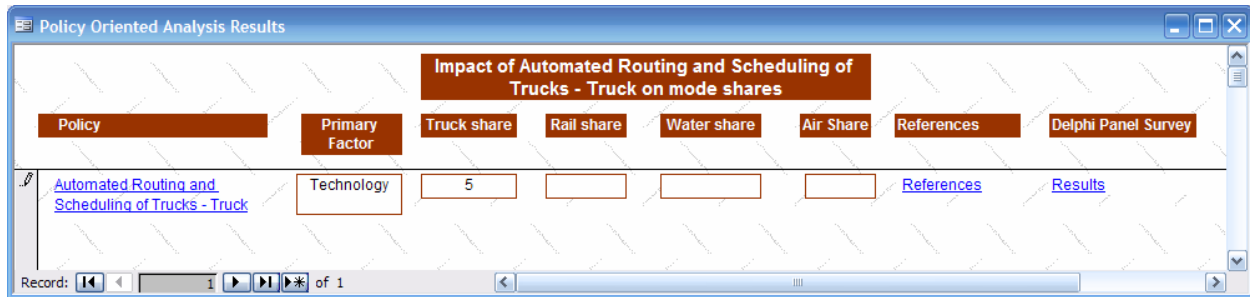 Policy Oriented Analysis Results
Impact of Automated Routing and Scheduling of
Trucks - Truck on mode shares
Policy Primary Factor Truck share Rail share Water share Air Share References Delphi Panel Survey
Automated Routing and Technology 5 References Results
Scheduling of Trucks - Truck
Record: 1 of 1